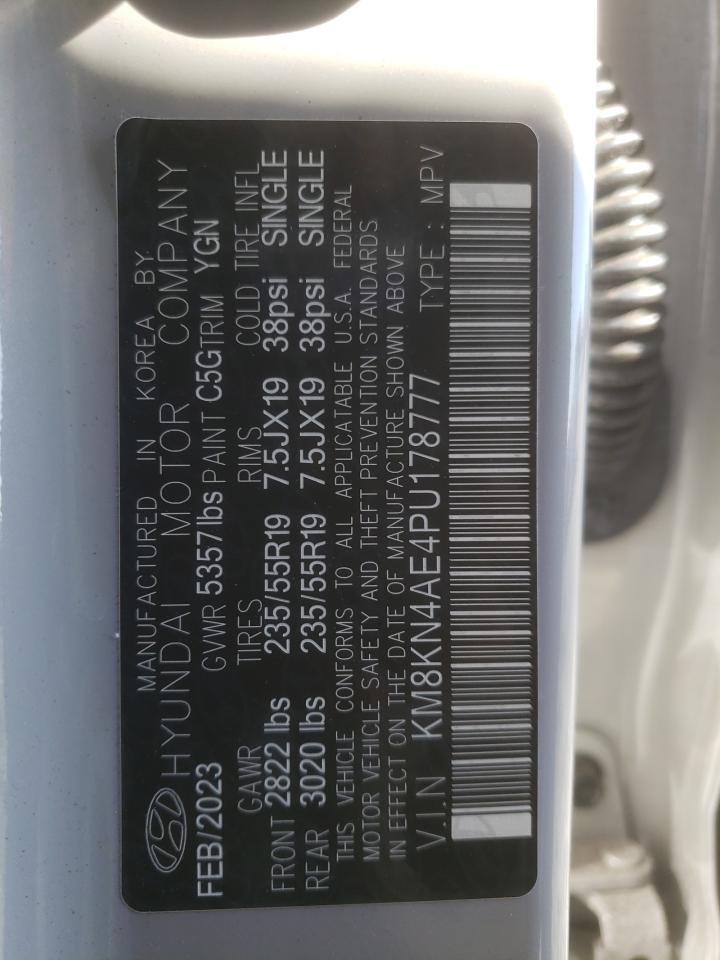 MANUFACTURED IN KOREA BY
HYUNDAI MOTOR COMPANY
FEB/2023 GVWR 5357 lbs PAINT C5G TRIM YGN
GAWR TIRES RIMS COLD TIRE INFL
FRONT 2822 lbs 235/55R19 7.5JX19 38psi SINGLE
REAR 3020 lbs 235/55R19 7.5JX19 38psi SINGLE
THIS VEHICLE CONFORMS TO ALL APPLICATABLE U.S.A. FEDERAL
MOTOR VEHICLE SAFETY AND THEFT PREVENTION STANDARDS
IN EFFECT ON THE DATE OF MANUFACTURE SHOWN ABOVE
V.I.N KM8KN4AE4PU178777 TYPE : MPV